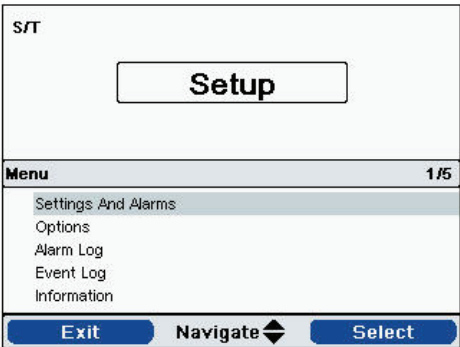 S/T
Setup
Menu 1/5
Settings And Alarms
Options
Alarm Log
Event Log
Information
Exit Navigate Select